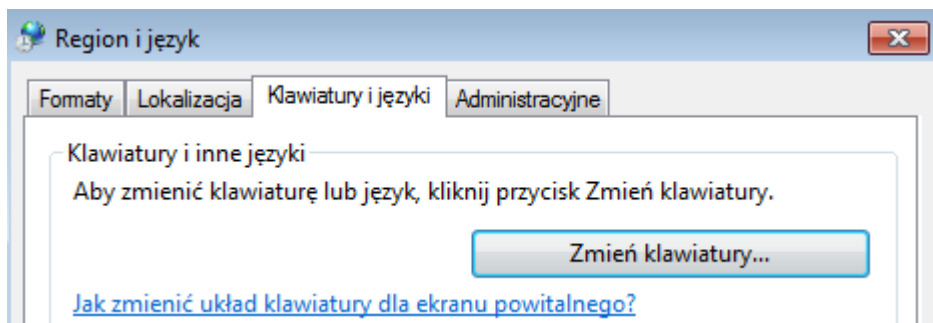 Region i język
Formaty Lokalizacja Klawiatury i języki Administracyjne
Klawiatury i inne języki
Aby zmienić klawiaturę lub język, kliknij przycisk Zmień klawiatury.
Zmień klawiatury...
Jak zmienić układ klawiatury dla ekranu powitalnego?